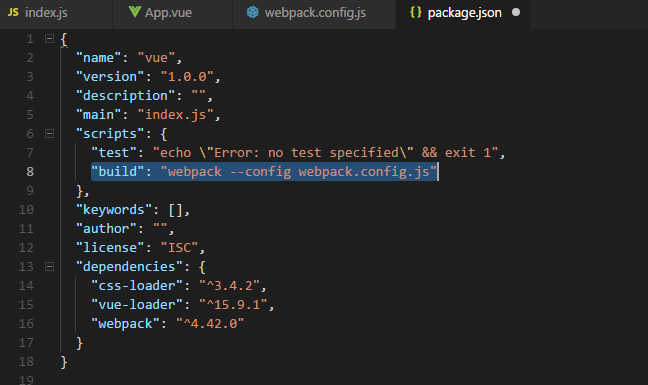 JS index.js App.vue webpack.config.js {} package.json
1 {
2 "name": "vue",
3 "version": "1.0.0",
4 "description": "",
5 "main": "index.js",
6 "scripts": {
7 "test": "echo \"Error: no test specified\" && exit 1",
8 "build": "webpack --config webpack.config.js"
9 },
10 "keywords": [],
11 "author": "",
12 "license": "ISC",
13 "dependencies": {
14 "css-loader": "^3.4.2",
15 "vue-loader": "^15.9.1",
16 "webpack": "^4.42.0"
17 }
18 }
19